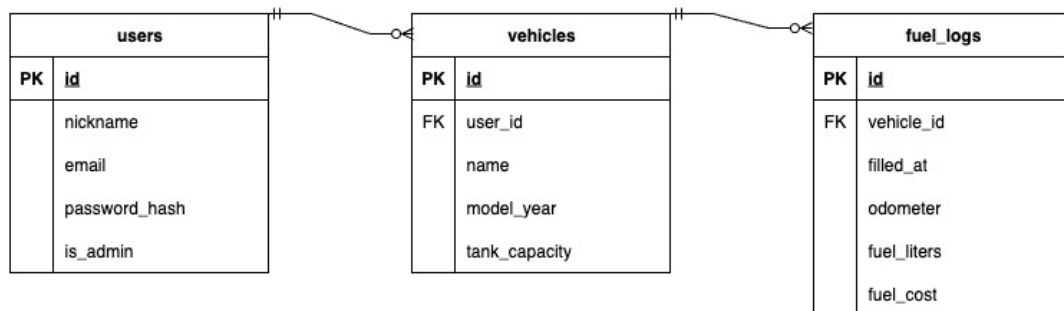 users
PK id
nickname
email
password_hash
is_admin
vehicles
PK id
FK user_id
name
model_year
tank_capacity
fuel_logs
PK id
FK vehicle_id
filled_at
odometer
fuel_liters
fuel_cost